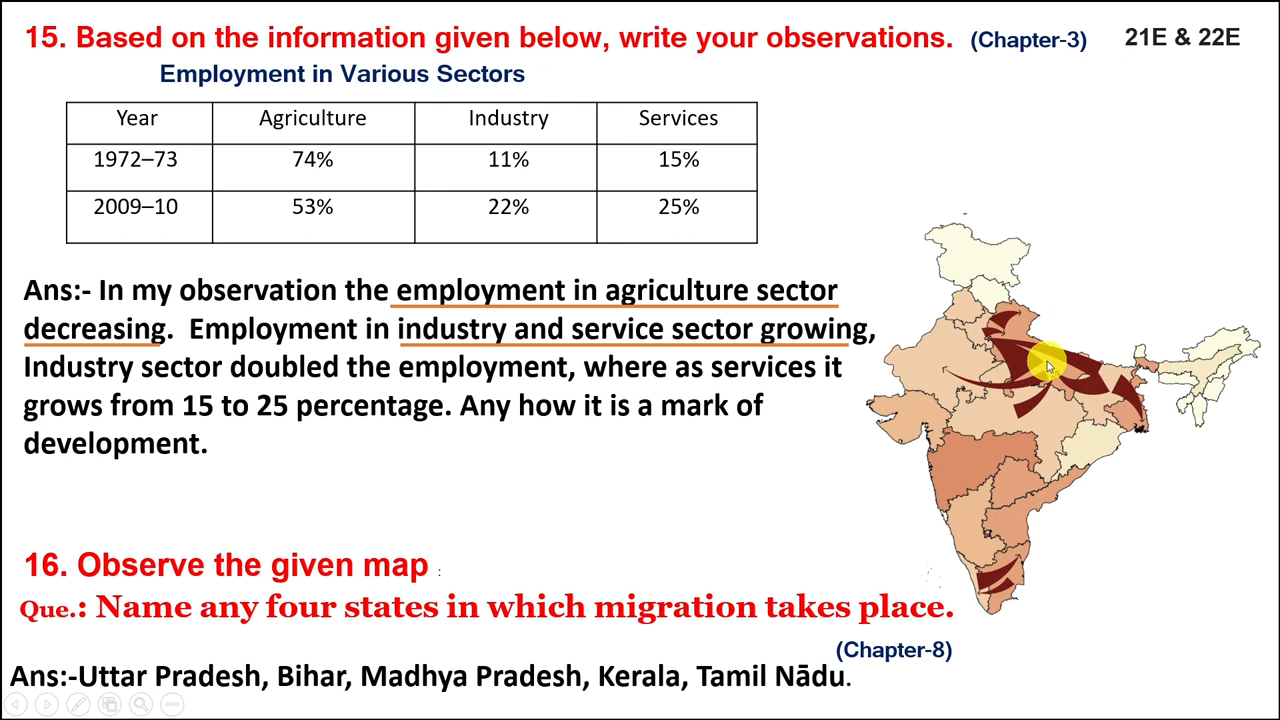 15. Based on the information given below, write your observations. (Chapter-3) 21E & 22E
Employment in Various Sectors
Year Agriculture Industry Services
1972–73 74% 11% 15%
2009–10 53% 22% 25%
Ans:- In my observation the employment in agriculture sector
decreasing. Employment in industry and service sector growing,
Industry sector doubled the employment, where as services it
grows from 15 to 25 percentage. Any how it is a mark of
development.
16. Observe the given map :
Que.: Name any four states in which migration takes place.
(Chapter-8)
Ans:-Uttar Pradesh, Bihar, Madhya Pradesh, Kerala, Tamil Nādu.